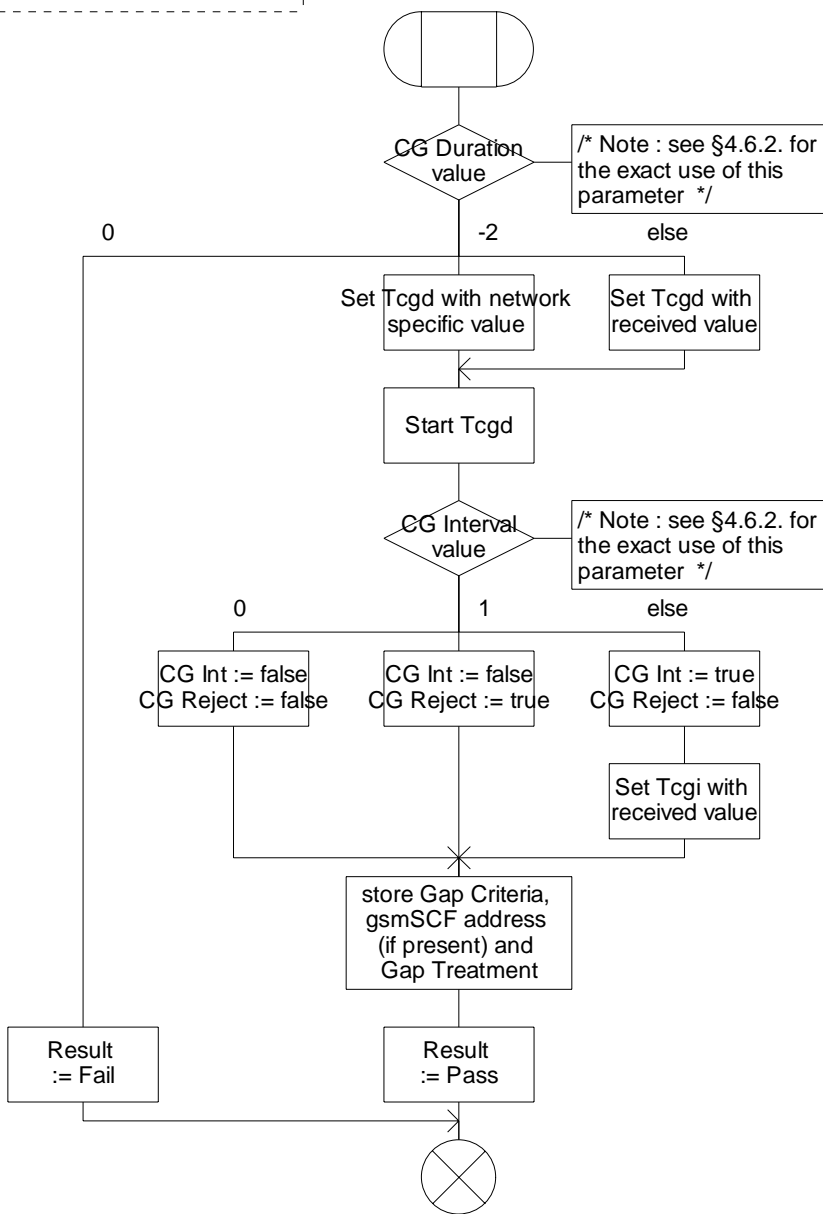 CG Duration
value
/* Note : see §4.6.2. for
the exact use of this
parameter */
0
-2
else
Set Tcgd with network
specific value
Set Tcgd with
received value
Start Tcgd
CG Interval
value
/* Note : see §4.6.2. for
the exact use of this
parameter */
0
1
else
CG Int := false
CG Reject := false
CG Int := false
CG Reject := true
CG Int := true
CG Reject := false
Set Tcgi with
received value
store Gap Criteria,
gsmSCF address
(if present) and
Gap Treatment
Result
:= Fail
Result
:= Pass